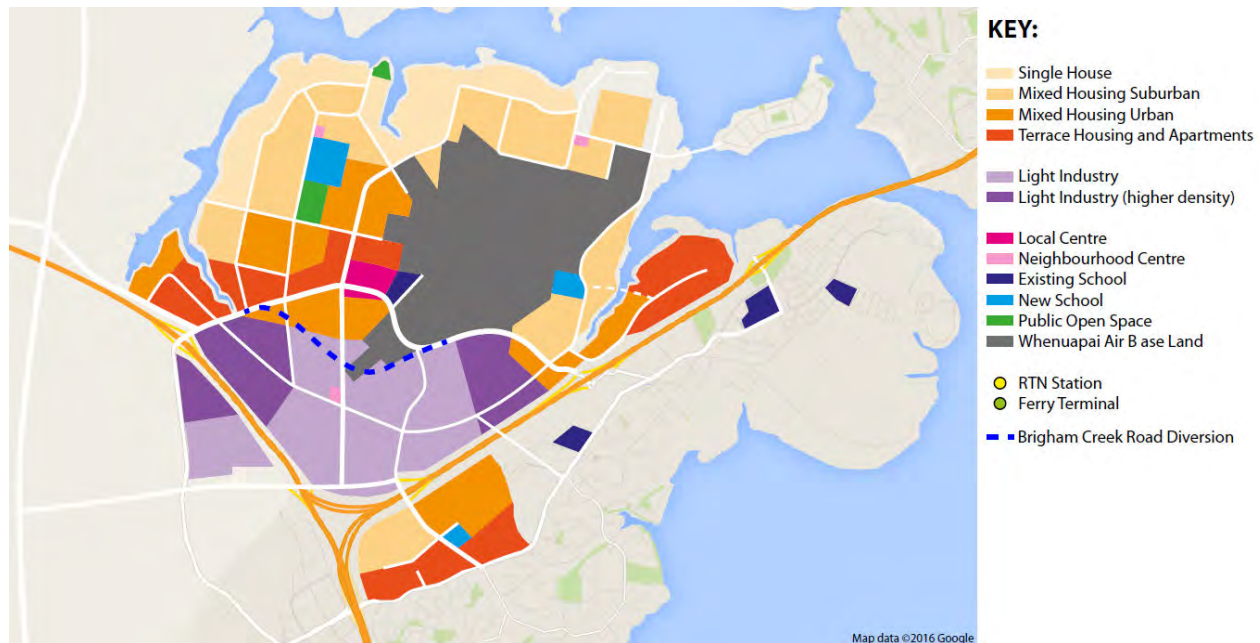 KEY:
Single House
Mixed Housing Suburban
Mixed Housing Urban
Terrace Housing and Apartments
Light Industry
Light Industry (higher density)
Local Centre
Neighbourhood Centre
Existing School
New School
Public Open Space
Whenuapai Air B ase Land
RTN Station
Ferry Terminal
Brigham Creek Road Diversion
Map data ©2016 Google